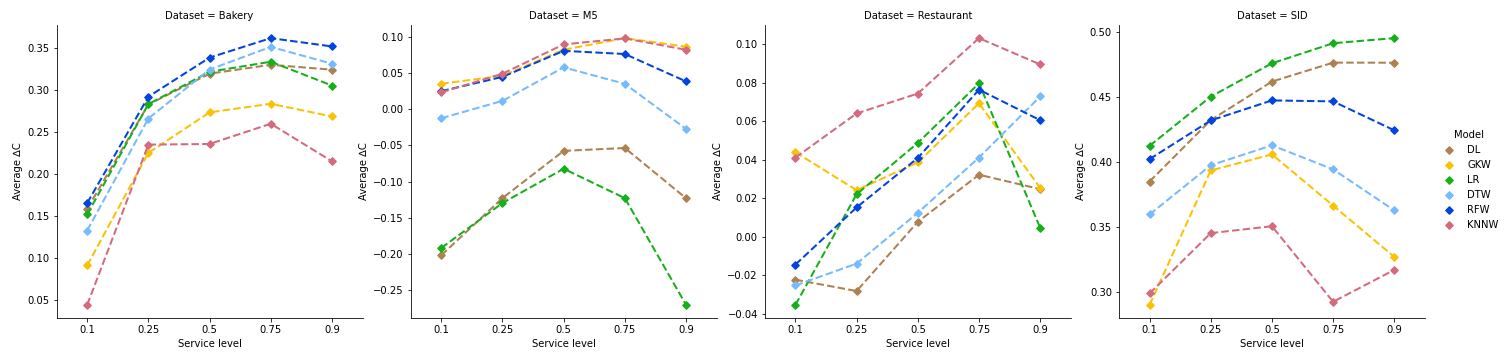 Dataset = Bakery
Average ΔC
0.35
0.30
0.25
0.20
0.15
0.10
0.05
0.1 0.25 0.5 0.75 0.9
Service level
Dataset = M5
Average ΔC
0.10
0.05
0.00
−0.05
−0.10
−0.15
−0.20
−0.25
0.1 0.25 0.5 0.75 0.9
Service level
Dataset = Restaurant
Average ΔC
0.10
0.08
0.06
0.04
0.02
0.00
−0.02
−0.04
0.1 0.25 0.5 0.75 0.9
Service level
Dataset = SID
Average ΔC
0.50
0.45
0.40
0.35
0.30
0.1 0.25 0.5 0.75 0.9
Service level
Model
DL
GKW
LR
DTW
RFW
KNNW